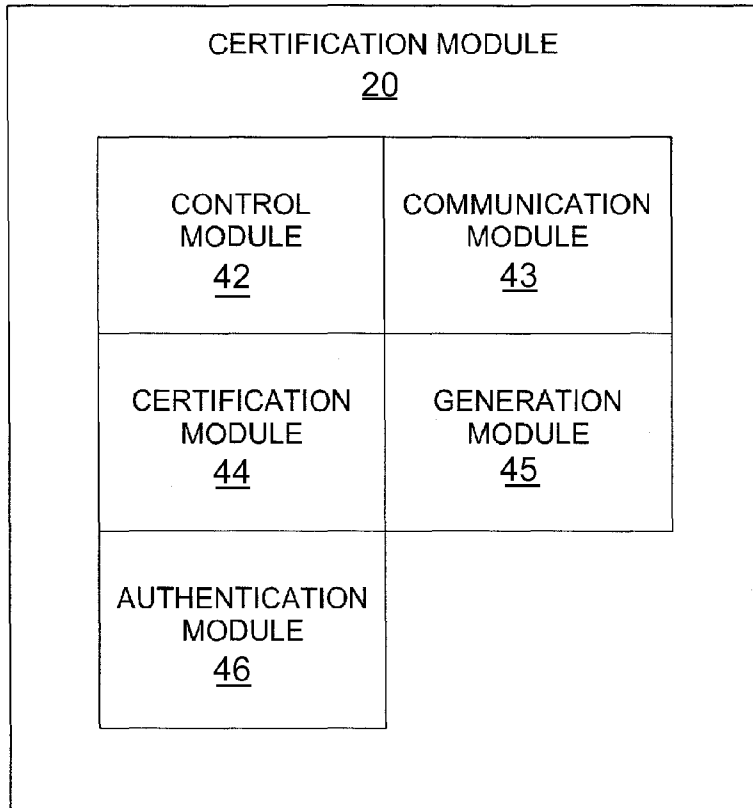 CERTIFICATION MODULE
20
CONTROL
MODULE
42
COMMUNICATION
MODULE
43
CERTIFICATION
MODULE
44
GENERATION
MODULE
45
AUTHENTICATION
MODULE
46